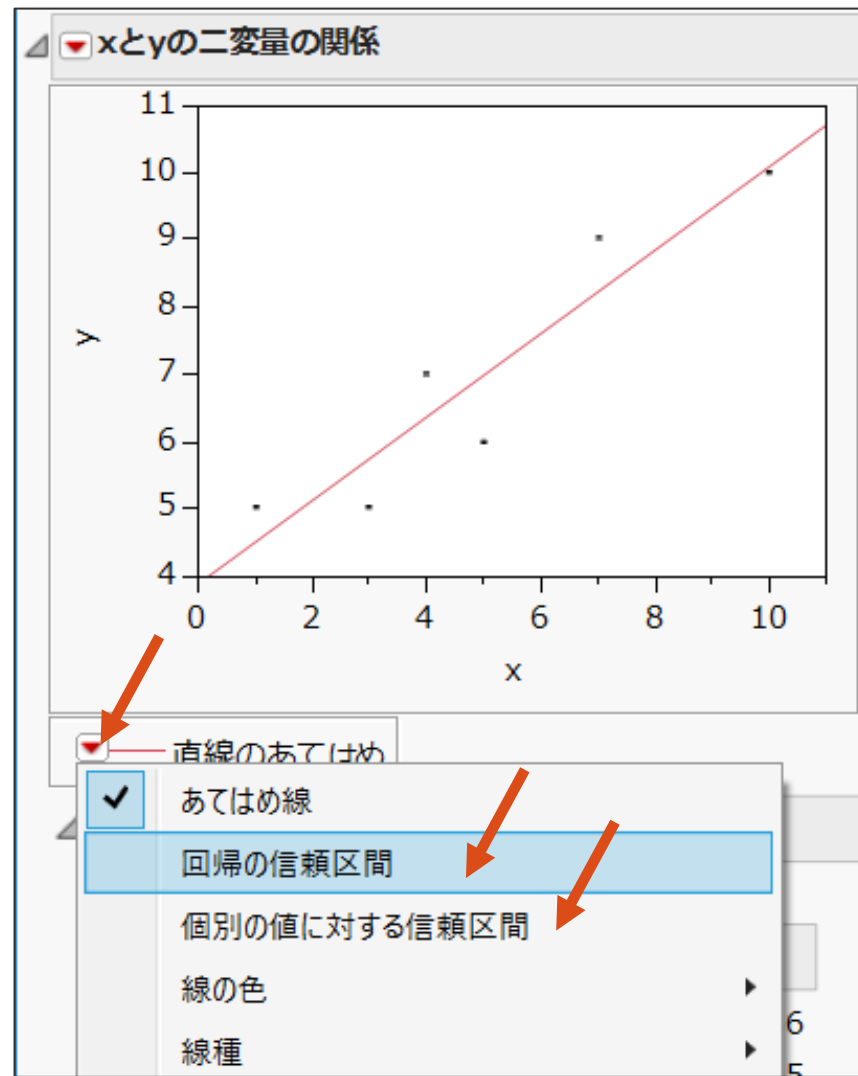 xとyの二変量の関係
11
10
9
8
7
6
5
4
y
0 2 4 6 8 10
x
直線のあてはめ
あてはめ線
回帰の信頼区間
個別の値に対する信頼区間
線の色
6
線種
5